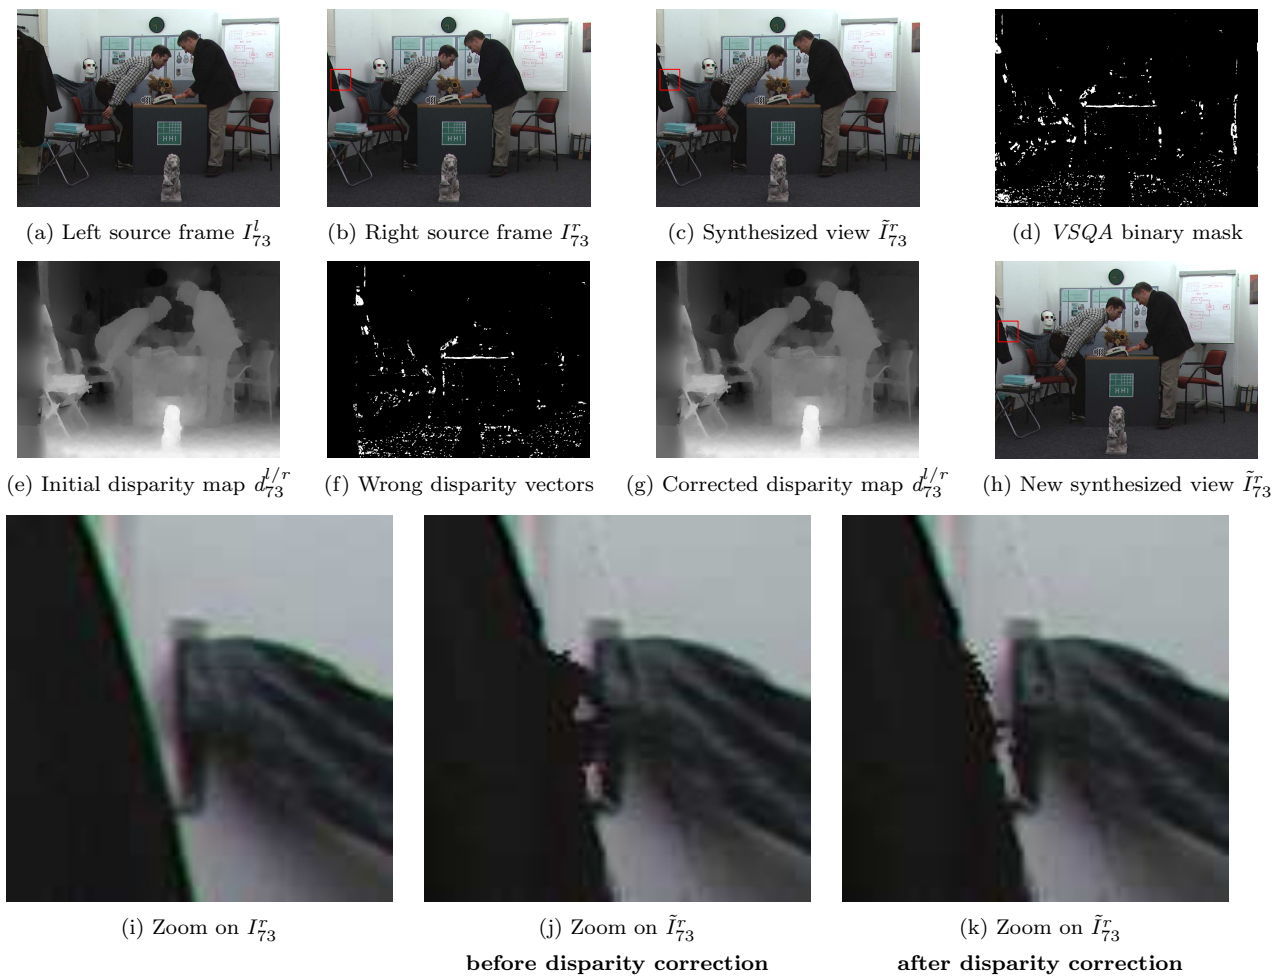 (a) Left source frame I^l_73
(b) Right source frame I^r_73
(c) Synthesized view Ĩ^r_73
(d) VSQA binary mask
(e) Initial disparity map d^{l/r}_73
(f) Wrong disparity vectors
(g) Corrected disparity map d^{l/r}_73
(h) New synthesized view Ĩ^r_73
(i) Zoom on I^r_73
(j) Zoom on Ĩ^r_73
before disparity correction
(k) Zoom on Ĩ^r_73
after disparity correction
HHI